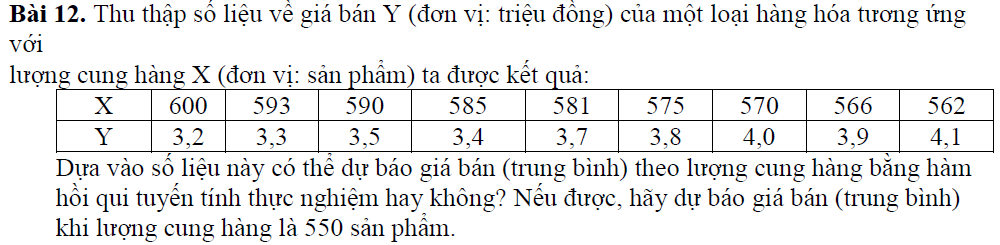 Bài 12. Thu thập số liệu về giá bán Y (đơn vị: triệu đồng) của một loại hàng hóa tương ứng
với
lượng cung hàng X (đơn vị: sản phẩm) ta được kết quả:
X 600 593 590 585 581 575 570 566 562
Y 3,2 3,3 3,5 3,4 3,7 3,8 4,0 3,9 4,1
Dựa vào số liệu này có thể dự báo giá bán (trung bình) theo lượng cung hàng bằng hàm
hồi qui tuyến tính thực nghiệm hay không? Nếu được, hãy dự báo giá bán (trung bình)
khi lượng cung hàng là 550 sản phẩm.